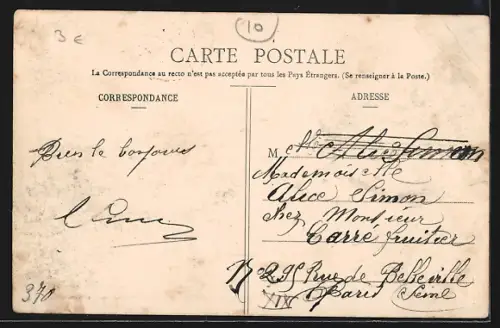 3 €
10
CARTE POSTALE
La Correspondance au recto n'est pas acceptée par tous les Pays Étrangers. (Se renseigner à la Poste.)
CORRESPONDANCE
ADRESSE
Bien le bonjour
M
Mademoiselle
Alice Simon
chez Monsieur
Carré fruitier
295 Rue de Belleville
Paris Seine
XIX
370